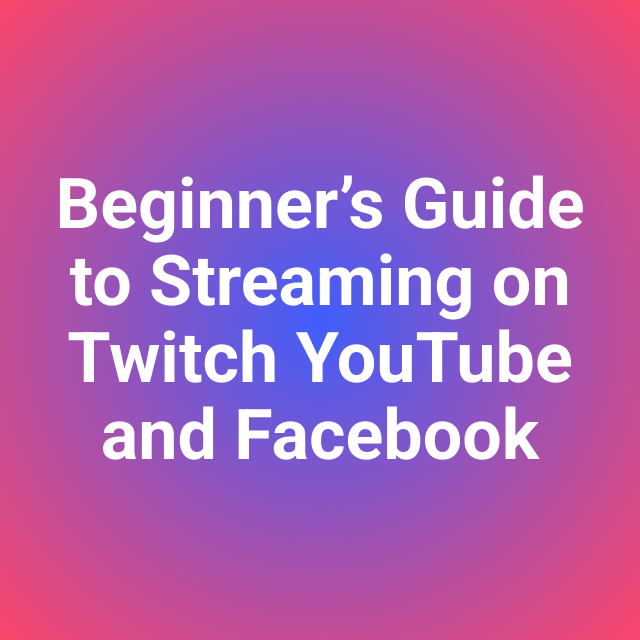 Beginner’s Guide
to Streaming on
Twitch YouTube
and Facebook